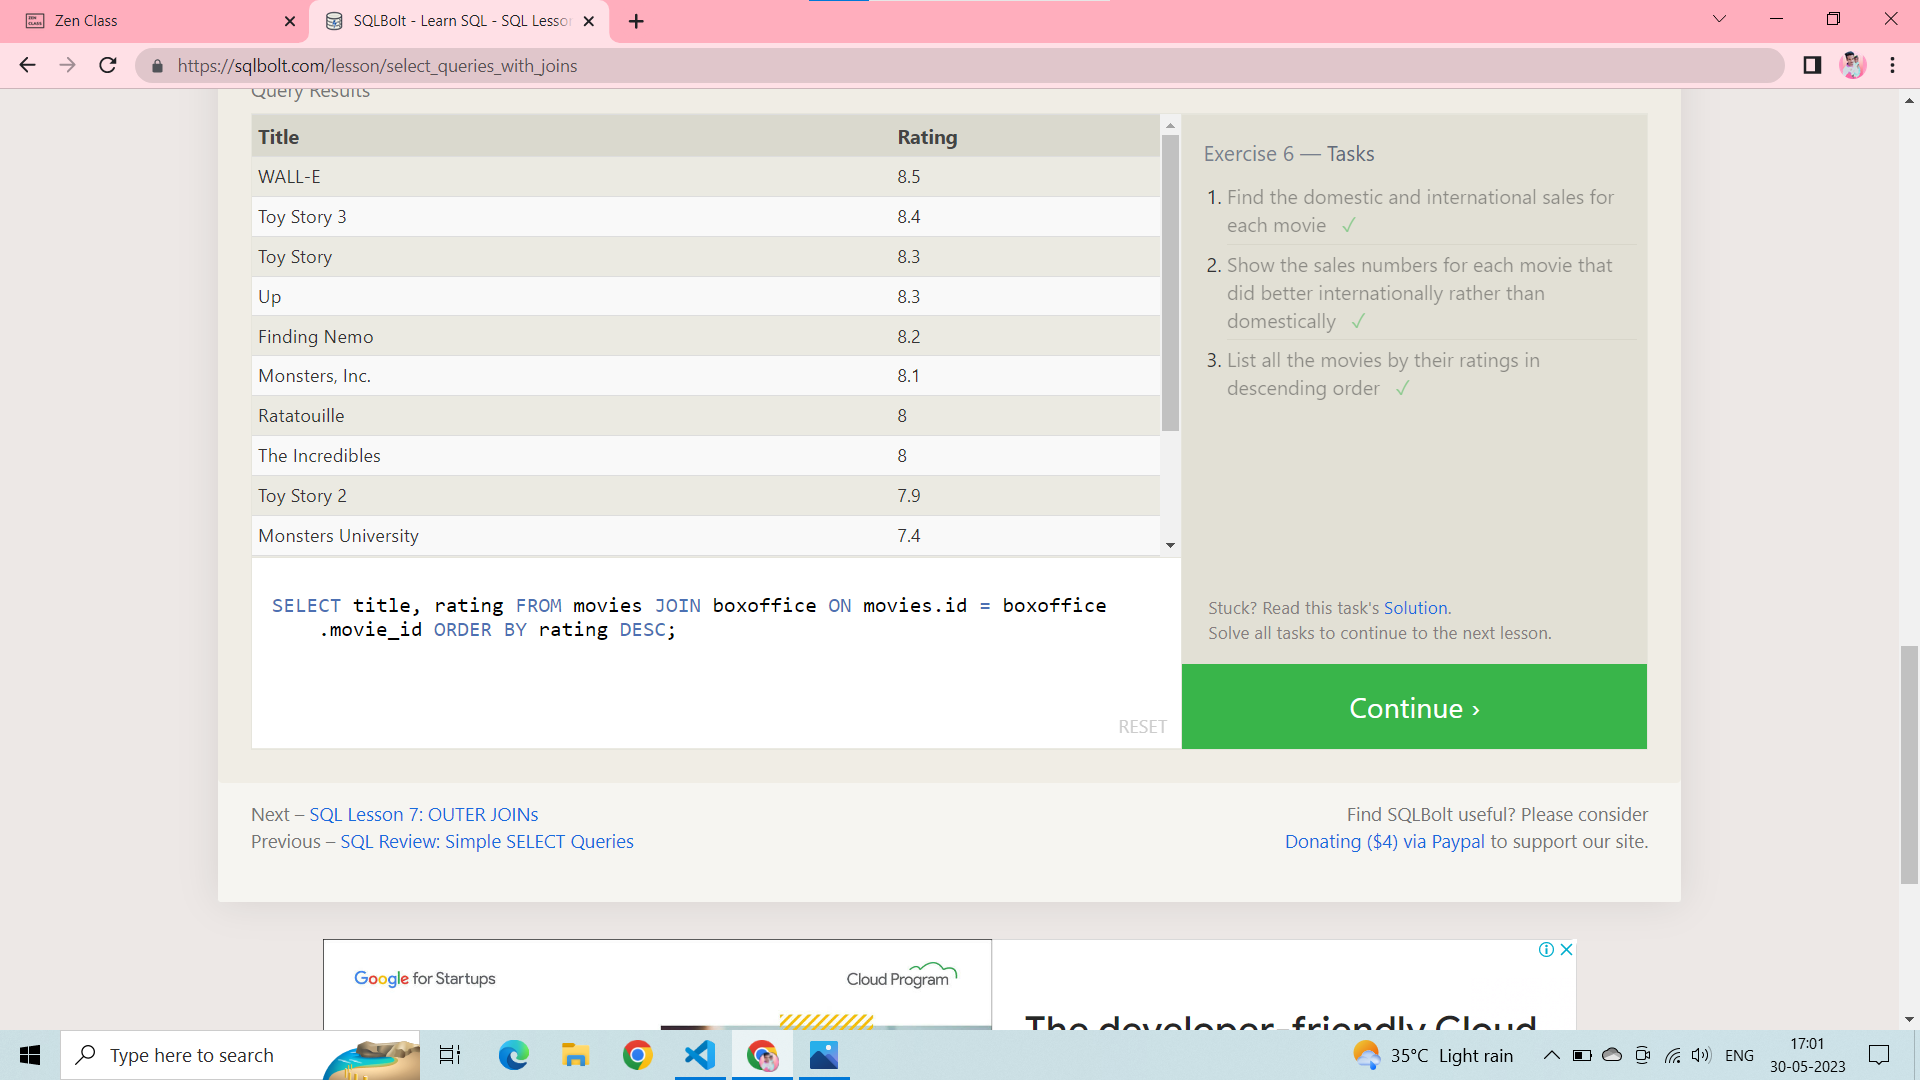 Zen Class
SQLBolt - Learn SQL - SQL Lesson
https://sqlbolt.com/lesson/select_queries_with_joins
Query Results
Title Rating
WALL-E 8.5
Toy Story 3 8.4
Toy Story 8.3
Up 8.3
Finding Nemo 8.2
Monsters, Inc. 8.1
Ratatouille 8
The Incredibles 8
Toy Story 2 7.9
Monsters University 7.4
SELECT title, rating FROM movies JOIN boxoffice ON movies.id = boxoffice
.movie_id ORDER BY rating DESC;
RESET
Exercise 6 — Tasks
1. Find the domestic and international sales for
each movie ✓
2. Show the sales numbers for each movie that
did better internationally rather than
domestically ✓
3. List all the movies by their ratings in
descending order ✓
Stuck? Read this task's Solution.
Solve all tasks to continue to the next lesson.
Continue ›
Next – SQL Lesson 7: OUTER JOINs
Previous – SQL Review: Simple SELECT Queries
Find SQLBolt useful? Please consider
Donating ($4) via Paypal to support our site.
Google for Startups
Cloud Program
The developer-friendly Cloud
Type here to search
35°C Light rain
ENG
17:01
30-05-2023